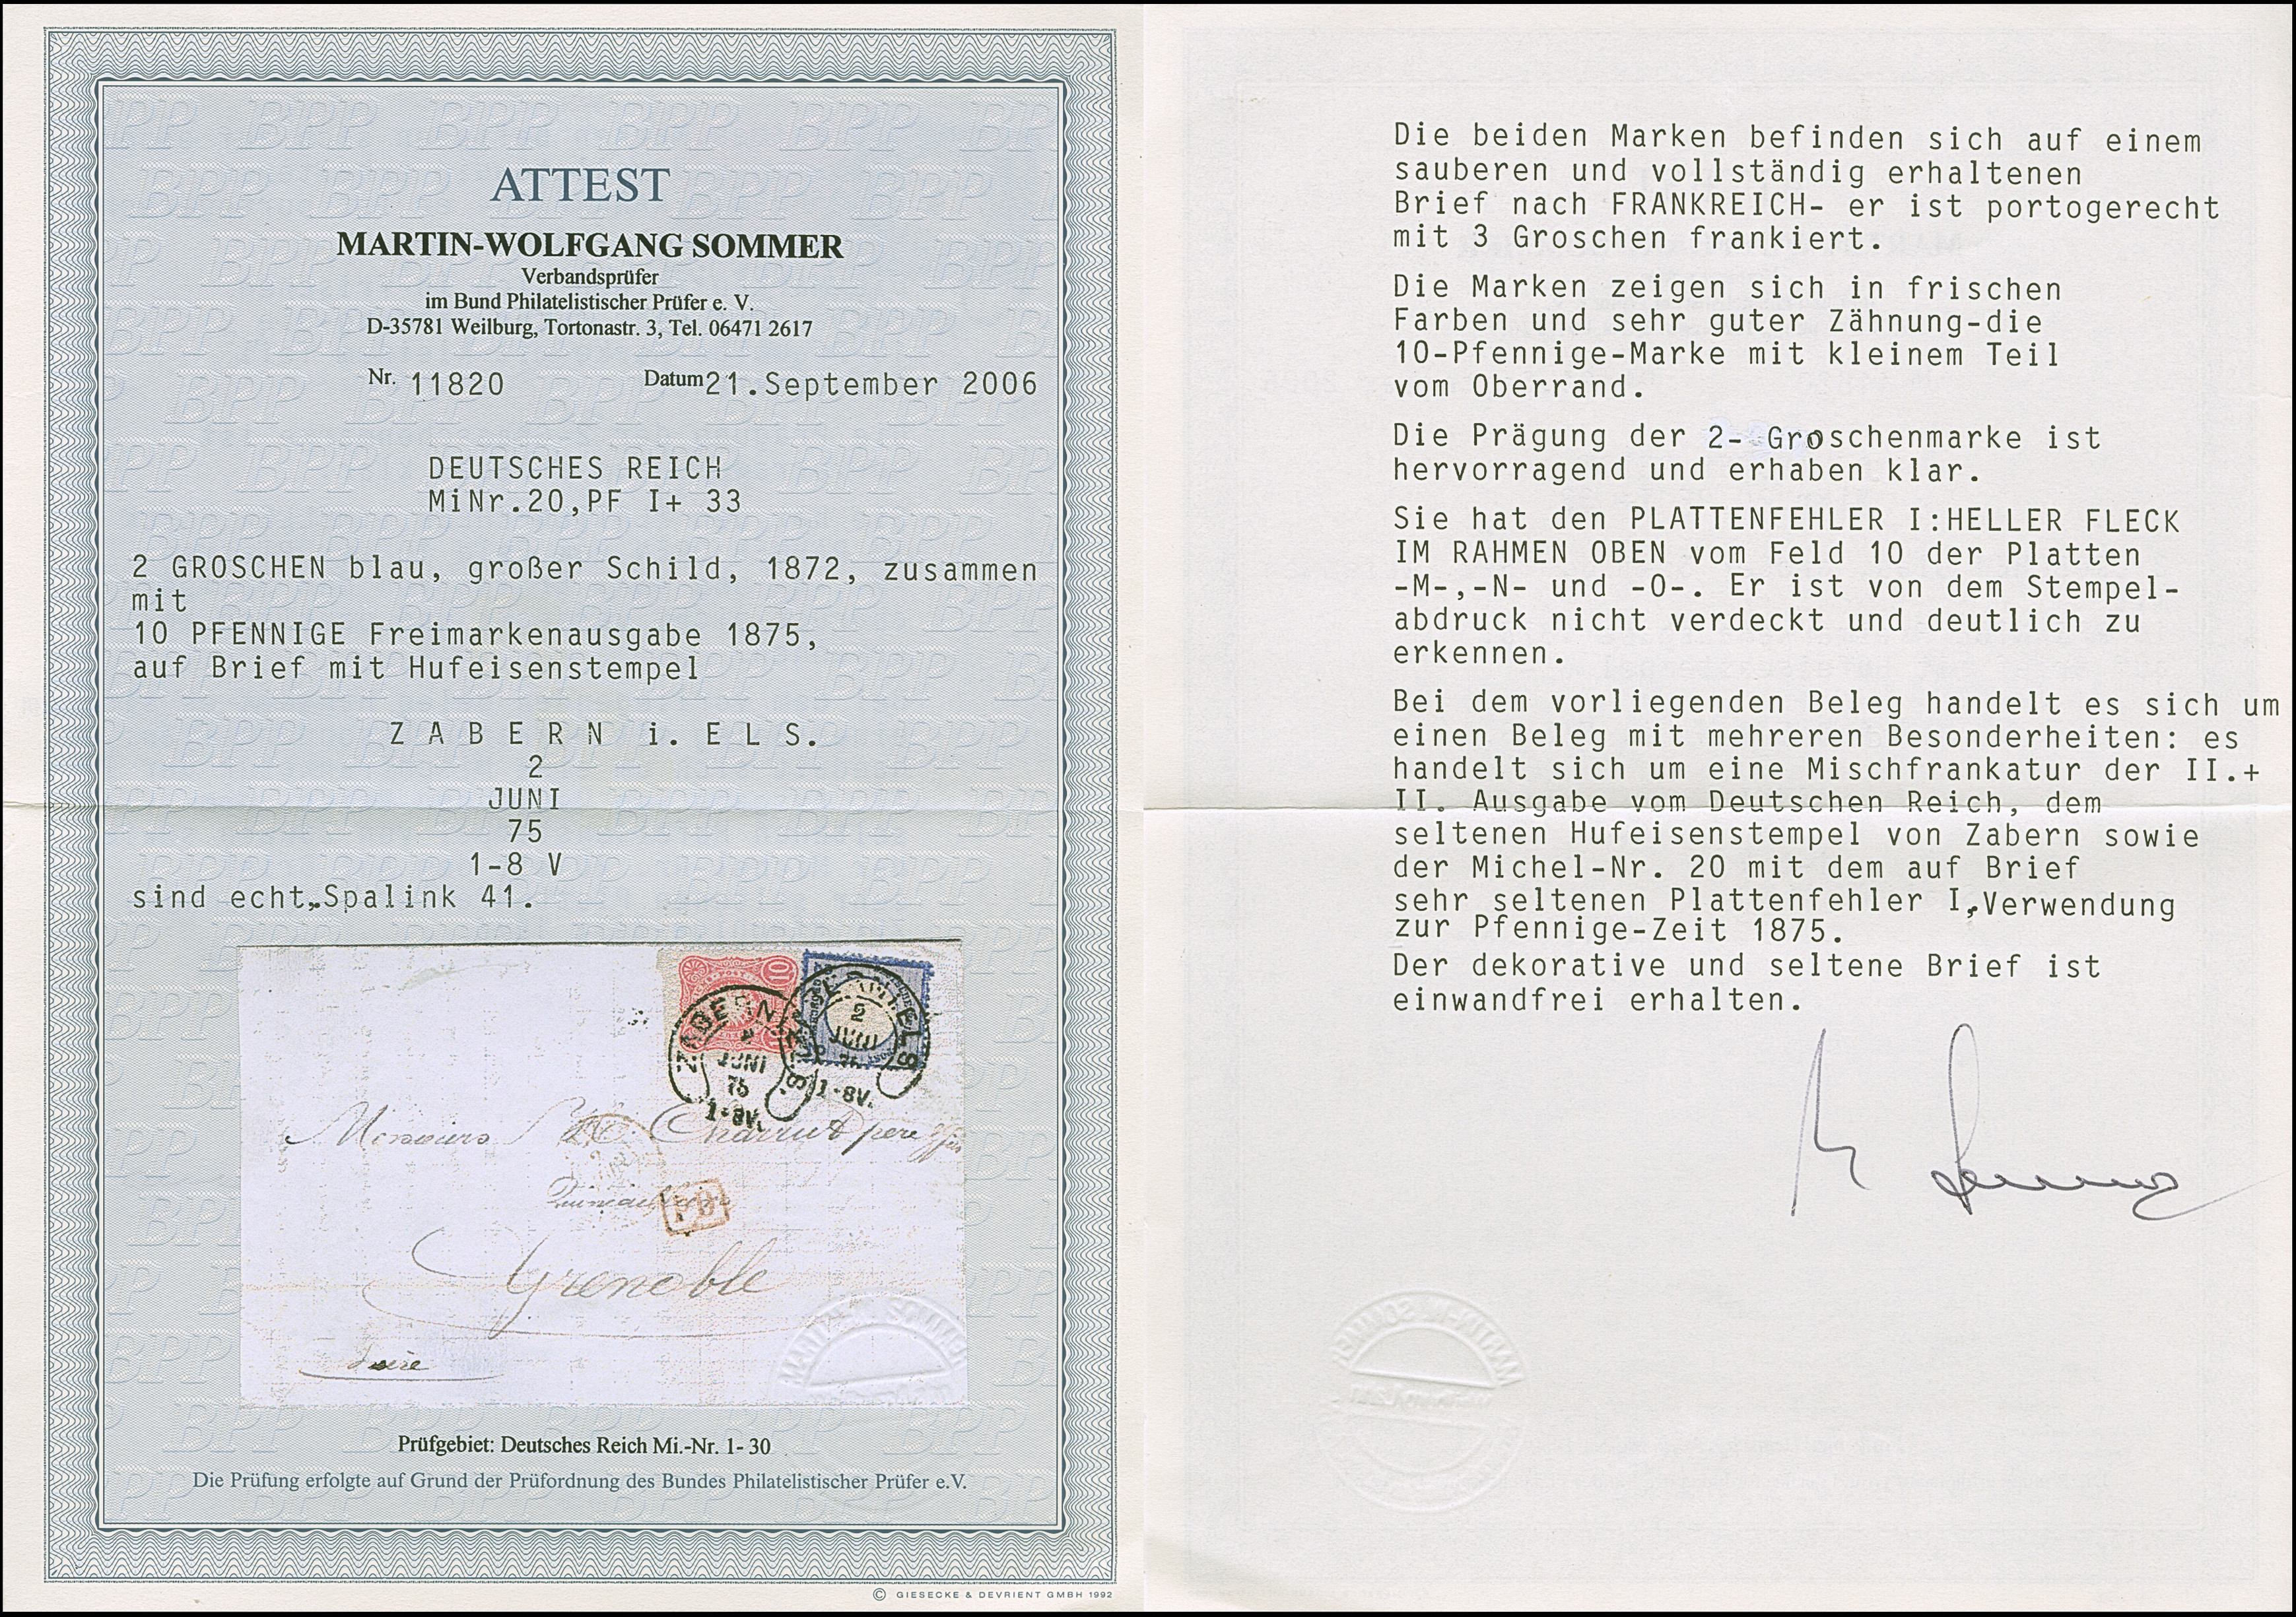 ATTEST
MARTIN-WOLFGANG SOMMER
Verbandsprüfer
im Bund Philatelistischer Prüfer e. V.
D-35781 Weilburg, Tortonastr. 3, Tel. 06471 2617
Nr. 11820 Datum 21.September 2006
DEUTSCHES REICH
MiNr.20,PF I+ 33
2 GROSCHEN blau, großer Schild, 1872, zusammen
mit
10 PFENNIGE Freimarkenausgabe 1875,
auf Brief mit Hufeisenstempel
Z A B E R N i. E L S.
2
JUNI
75
1-8 V
sind echt,Spalink 41.
10
ZABERN
JUNI
75
1-8V.
2
JUNI
1-8V.
Messieurs
père
PD
Grenoble
Isère
MARTIN-W. SOMMER
Prüfgebiet: Deutsches Reich Mi.-Nr. 1- 30
Die Prüfung erfolgte auf Grund der Prüfordnung des Bundes Philatelistischer Prüfer e.V.
© GIESECKE & DEVRIENT GMBH 1992
Die beiden Marken befinden sich auf einem
sauberen und vollständig erhaltenen
Brief nach FRANKREICH- er ist portogerecht
mit 3 Groschen frankiert.
Die Marken zeigen sich in frischen
Farben und sehr guter Zähnung-die
10-Pfennige-Marke mit kleinem Teil
vom Oberrand.
Die Prägung der 2- Groschenmarke ist
hervorragend und erhaben klar.
Sie hat den PLATTENFEHLER I:HELLER FLECK
IM RAHMEN OBEN vom Feld 10 der Platten
-M-,-N- und -O-. Er ist von dem Stempel-
abdruck nicht verdeckt und deutlich zu
erkennen.
Bei dem vorliegenden Beleg handelt es sich um
einen Beleg mit mehreren Besonderheiten: es
handelt sich um eine Mischfrankatur der II.+
II. Ausgabe vom Deutschen Reich, dem
seltenen Hufeisenstempel von Zabern sowie
der Michel-Nr. 20 mit dem auf Brief
sehr seltenen Plattenfehler I,Verwendung
zur Pfennige-Zeit 1875.
Der dekorative und seltene Brief ist
einwandfrei erhalten.